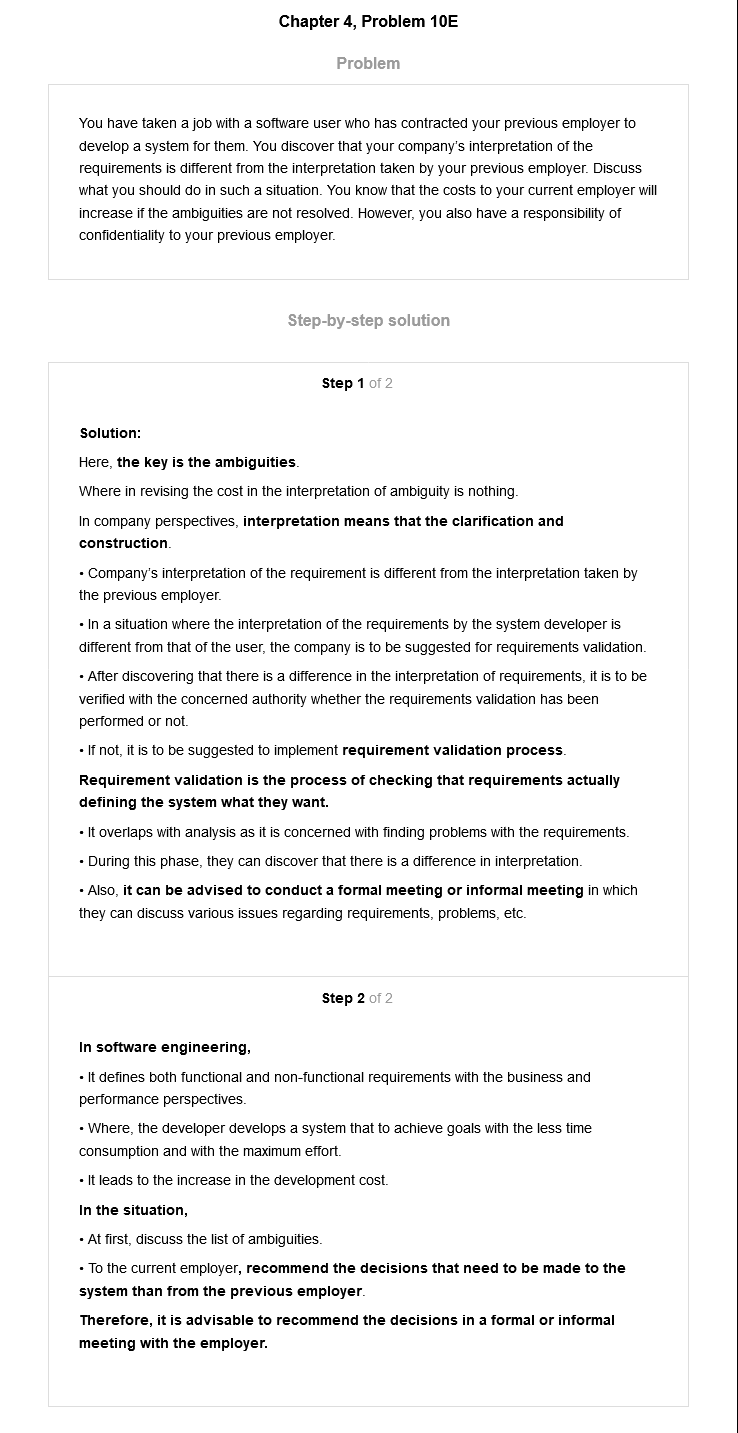 Chapter 4, Problem 10E
Problem
You have taken a job with a software user who has contracted your previous employer to
develop a system for them. You discover that your company's interpretation of the
requirements is different from the interpretation taken by your previous employer. Discuss
what you should do in such a situation. You know that the costs to your current employer will
increase if the ambiguities are not resolved. However, you also have a responsibility of
confidentiality to your previous employer.
Step-by-step solution
Step 1 of 2
Solution:
Here, the key is the ambiguities.
Where in revising the cost in the interpretation of ambiguity is nothing.
In company perspectives, interpretation means that the clarification and
construction.
• Company's interpretation of the requirement is different from the interpretation taken by
the previous employer.
• In a situation where the interpretation of the requirements by the system developer is
different from that of the user, the company is to be suggested for requirements validation.
• After discovering that there is a difference in the interpretation of requirements, it is to be
verified with the concerned authority whether the requirements validation has been
performed or not.
• If not, it is to be suggested to implement requirement validation process.
Requirement validation is the process of checking that requirements actually
defining the system what they want.
• It overlaps with analysis as it is concerned with finding problems with the requirements.
• During this phase, they can discover that there is a difference in interpretation.
• Also, it can be advised to conduct a formal meeting or informal meeting in which
they can discuss various issues regarding requirements, problems, etc.
Step 2 of 2
In software engineering,
• It defines both functional and non-functional requirements with the business and
performance perspectives.
• Where, the developer develops a system that to achieve goals with the less time
consumption and with the maximum effort.
• It leads to the increase in the development cost.
In the situation,
• At first, discuss the list of ambiguities.
• To the current employer, recommend the decisions that need to be made to the
system than from the previous employer.
Therefore, it is advisable to recommend the decisions in a formal or informal
meeting with the employer.